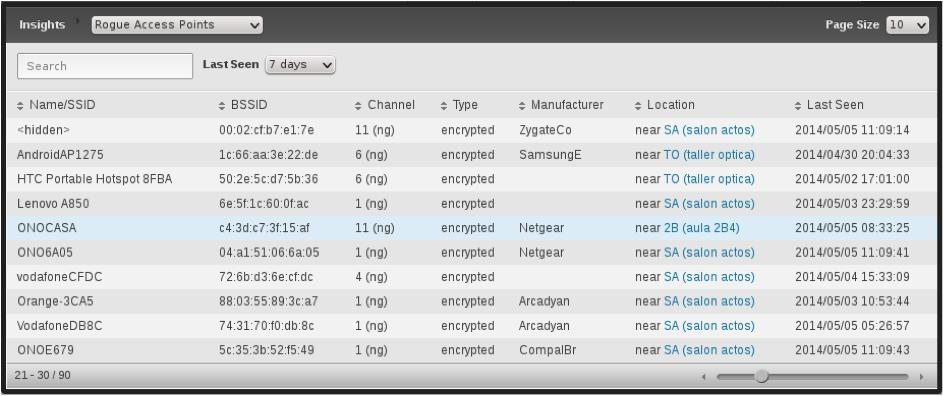 Insights Rogue Access Points Page Size 10
Search Last Seen 7 days
Name/SSID BSSID Channel Type Manufacturer Location Last Seen
<hidden> 00:02:cf:b7:e1:7e 11 (ng) encrypted ZygateCo near SA (salon actos) 2014/05/05 11:09:14
AndroidAP1275 1c:66:aa:3e:22:de 6 (ng) encrypted SamsungE near TO (taller optica) 2014/04/30 20:04:33
HTC Portable Hotspot 8FBA 50:2e:5c:d7:5b:36 6 (ng) encrypted near TO (taller optica) 2014/05/02 17:01:00
Lenovo A850 6e:5f:1c:60:0f:ac 1 (ng) encrypted near SA (salon actos) 2014/05/03 23:29:59
ONOCASA c4:3d:c7:3f:15:af 11 (ng) encrypted Netgear near 2B (aula 2B4) 2014/05/05 08:33:25
ONO6A05 04:a1:51:06:6a:05 1 (ng) encrypted Netgear near SA (salon actos) 2014/05/05 11:09:41
vodafoneCFDC 72:6b:d3:6e:cf:dc 4 (ng) encrypted near SA (salon actos) 2014/05/04 15:33:09
Orange-3CA5 88:03:55:89:3c:a7 1 (ng) encrypted Arcadyan near SA (salon actos) 2014/05/03 10:53:44
VodafoneDB8C 74:31:70:f0:db:8c 1 (ng) encrypted Arcadyan near SA (salon actos) 2014/05/05 05:26:57
ONOE679 5c:35:3b:52:f5:49 1 (ng) encrypted CompalBr near SA (salon actos) 2014/05/05 11:09:43
21 - 30 / 90